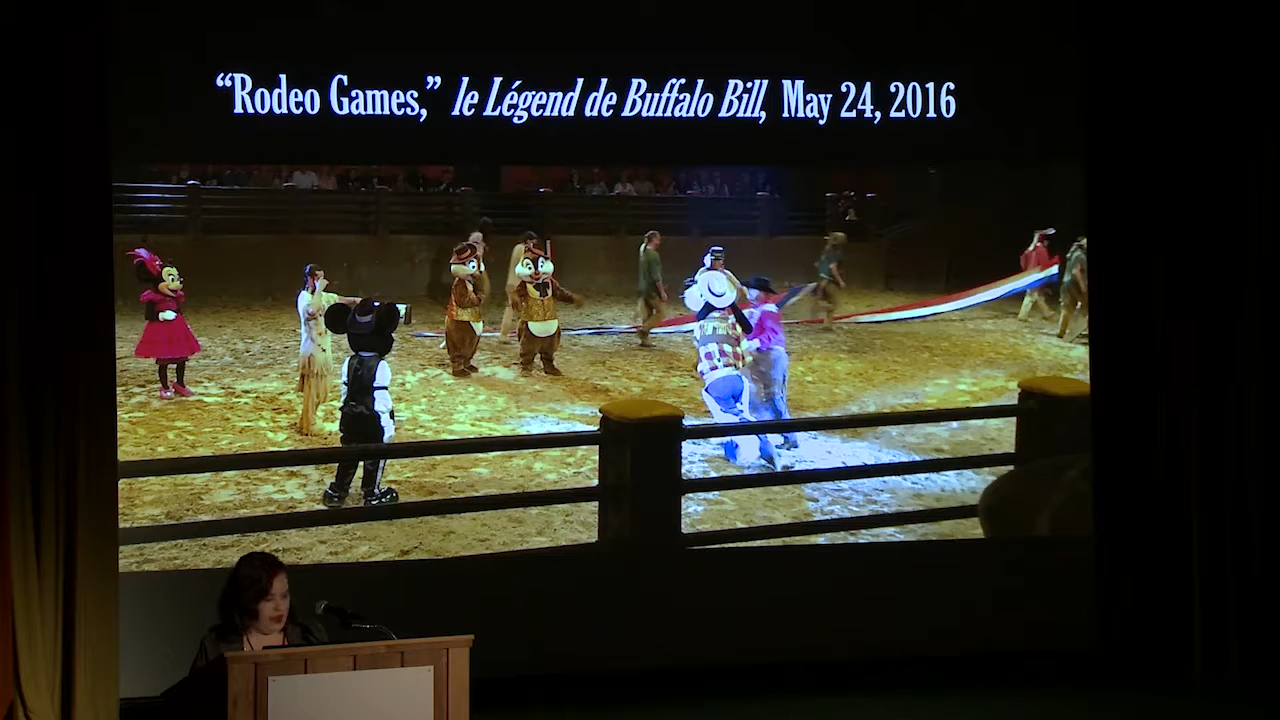 “Rodeo Games,” le Légend de Buffalo Bill, May 24, 2016